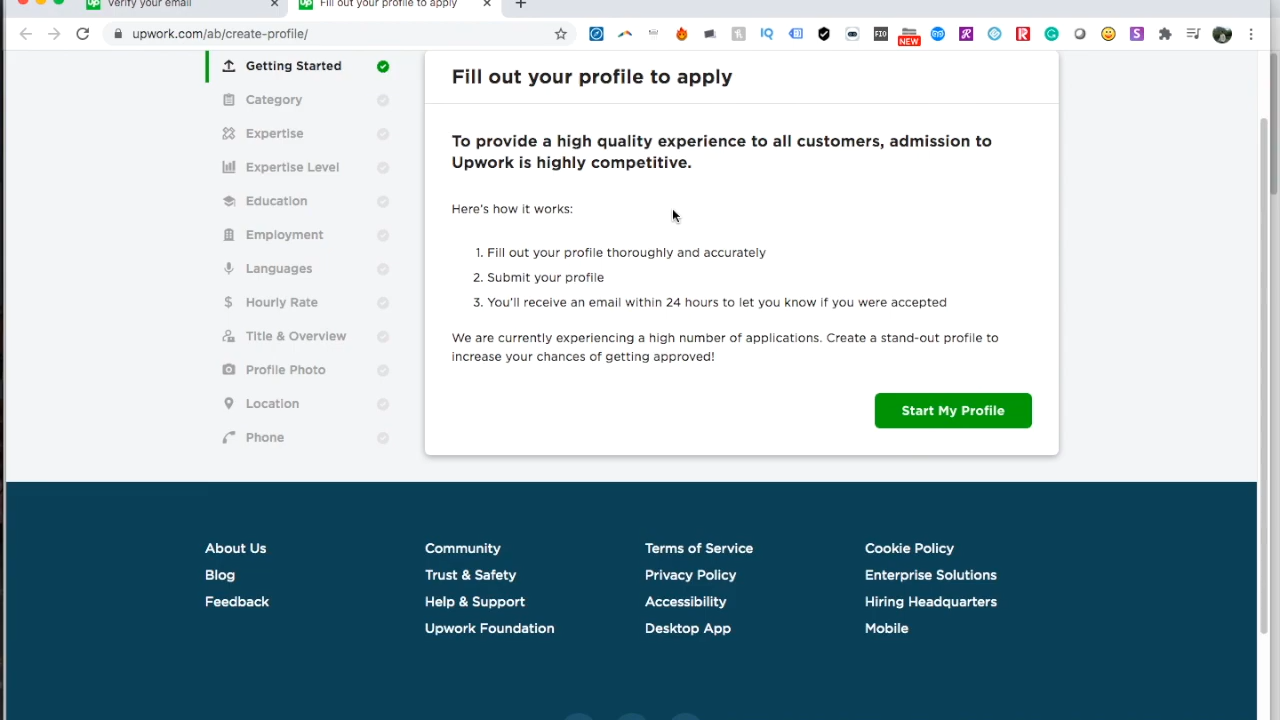 up Verify your email × up Fill out your profile to apply × +
upwork.com/ab/create-profile/
IQ FIO NEW GYO R R G S
Getting Started
Category
Expertise
Expertise Level
Education
Employment
Languages
$ Hourly Rate
Title & Overview
Profile Photo
Location
Phone
Fill out your profile to apply
To provide a high quality experience to all customers, admission to
Upwork is highly competitive.
Here's how it works:
1. Fill out your profile thoroughly and accurately
2. Submit your profile
3. You'll receive an email within 24 hours to let you know if you were accepted
We are currently experiencing a high number of applications. Create a stand-out profile to
increase your chances of getting approved!
Start My Profile
About Us
Blog
Feedback
Community
Trust & Safety
Help & Support
Upwork Foundation
Terms of Service
Privacy Policy
Accessibility
Desktop App
Cookie Policy
Enterprise Solutions
Hiring Headquarters
Mobile